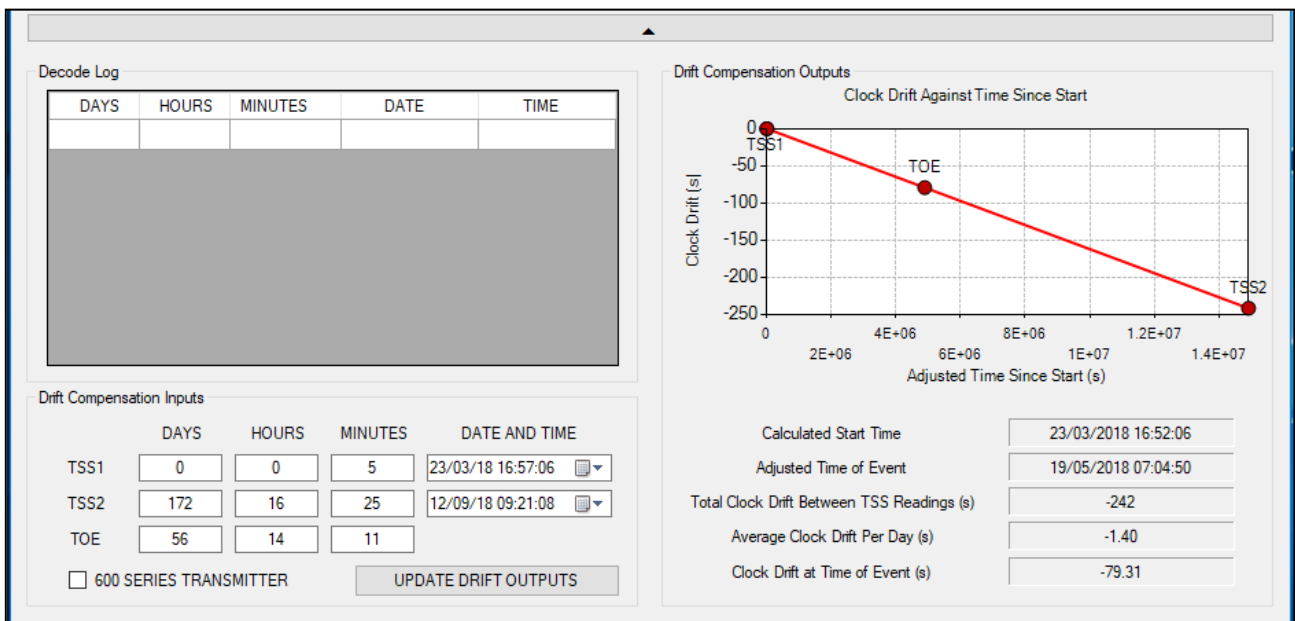 ▲
Decode Log
DAYS HOURS MINUTES DATE TIME
Drift Compensation Inputs
DAYS HOURS MINUTES DATE AND TIME
TSS1 0 0 5 23/03/18 16:57:06
TSS2 172 16 25 12/09/18 09:21:08
TOE 56 14 11
600 SERIES TRANSMITTER UPDATE DRIFT OUTPUTS
Drift Compensation Outputs
Clock Drift Against Time Since Start
Clock Drift (s)
0
-50
-100
-150
-200
-250
TSS1
TOE
TSS2
0 4E+06 8E+06 1.2E+07
2E+06 6E+06 1E+07 1.4E+07
Adjusted Time Since Start (s)
Calculated Start Time 23/03/2018 16:52:06
Adjusted Time of Event 19/05/2018 07:04:50
Total Clock Drift Between TSS Readings (s) -242
Average Clock Drift Per Day (s) -1.40
Clock Drift at Time of Event (s) -79.31